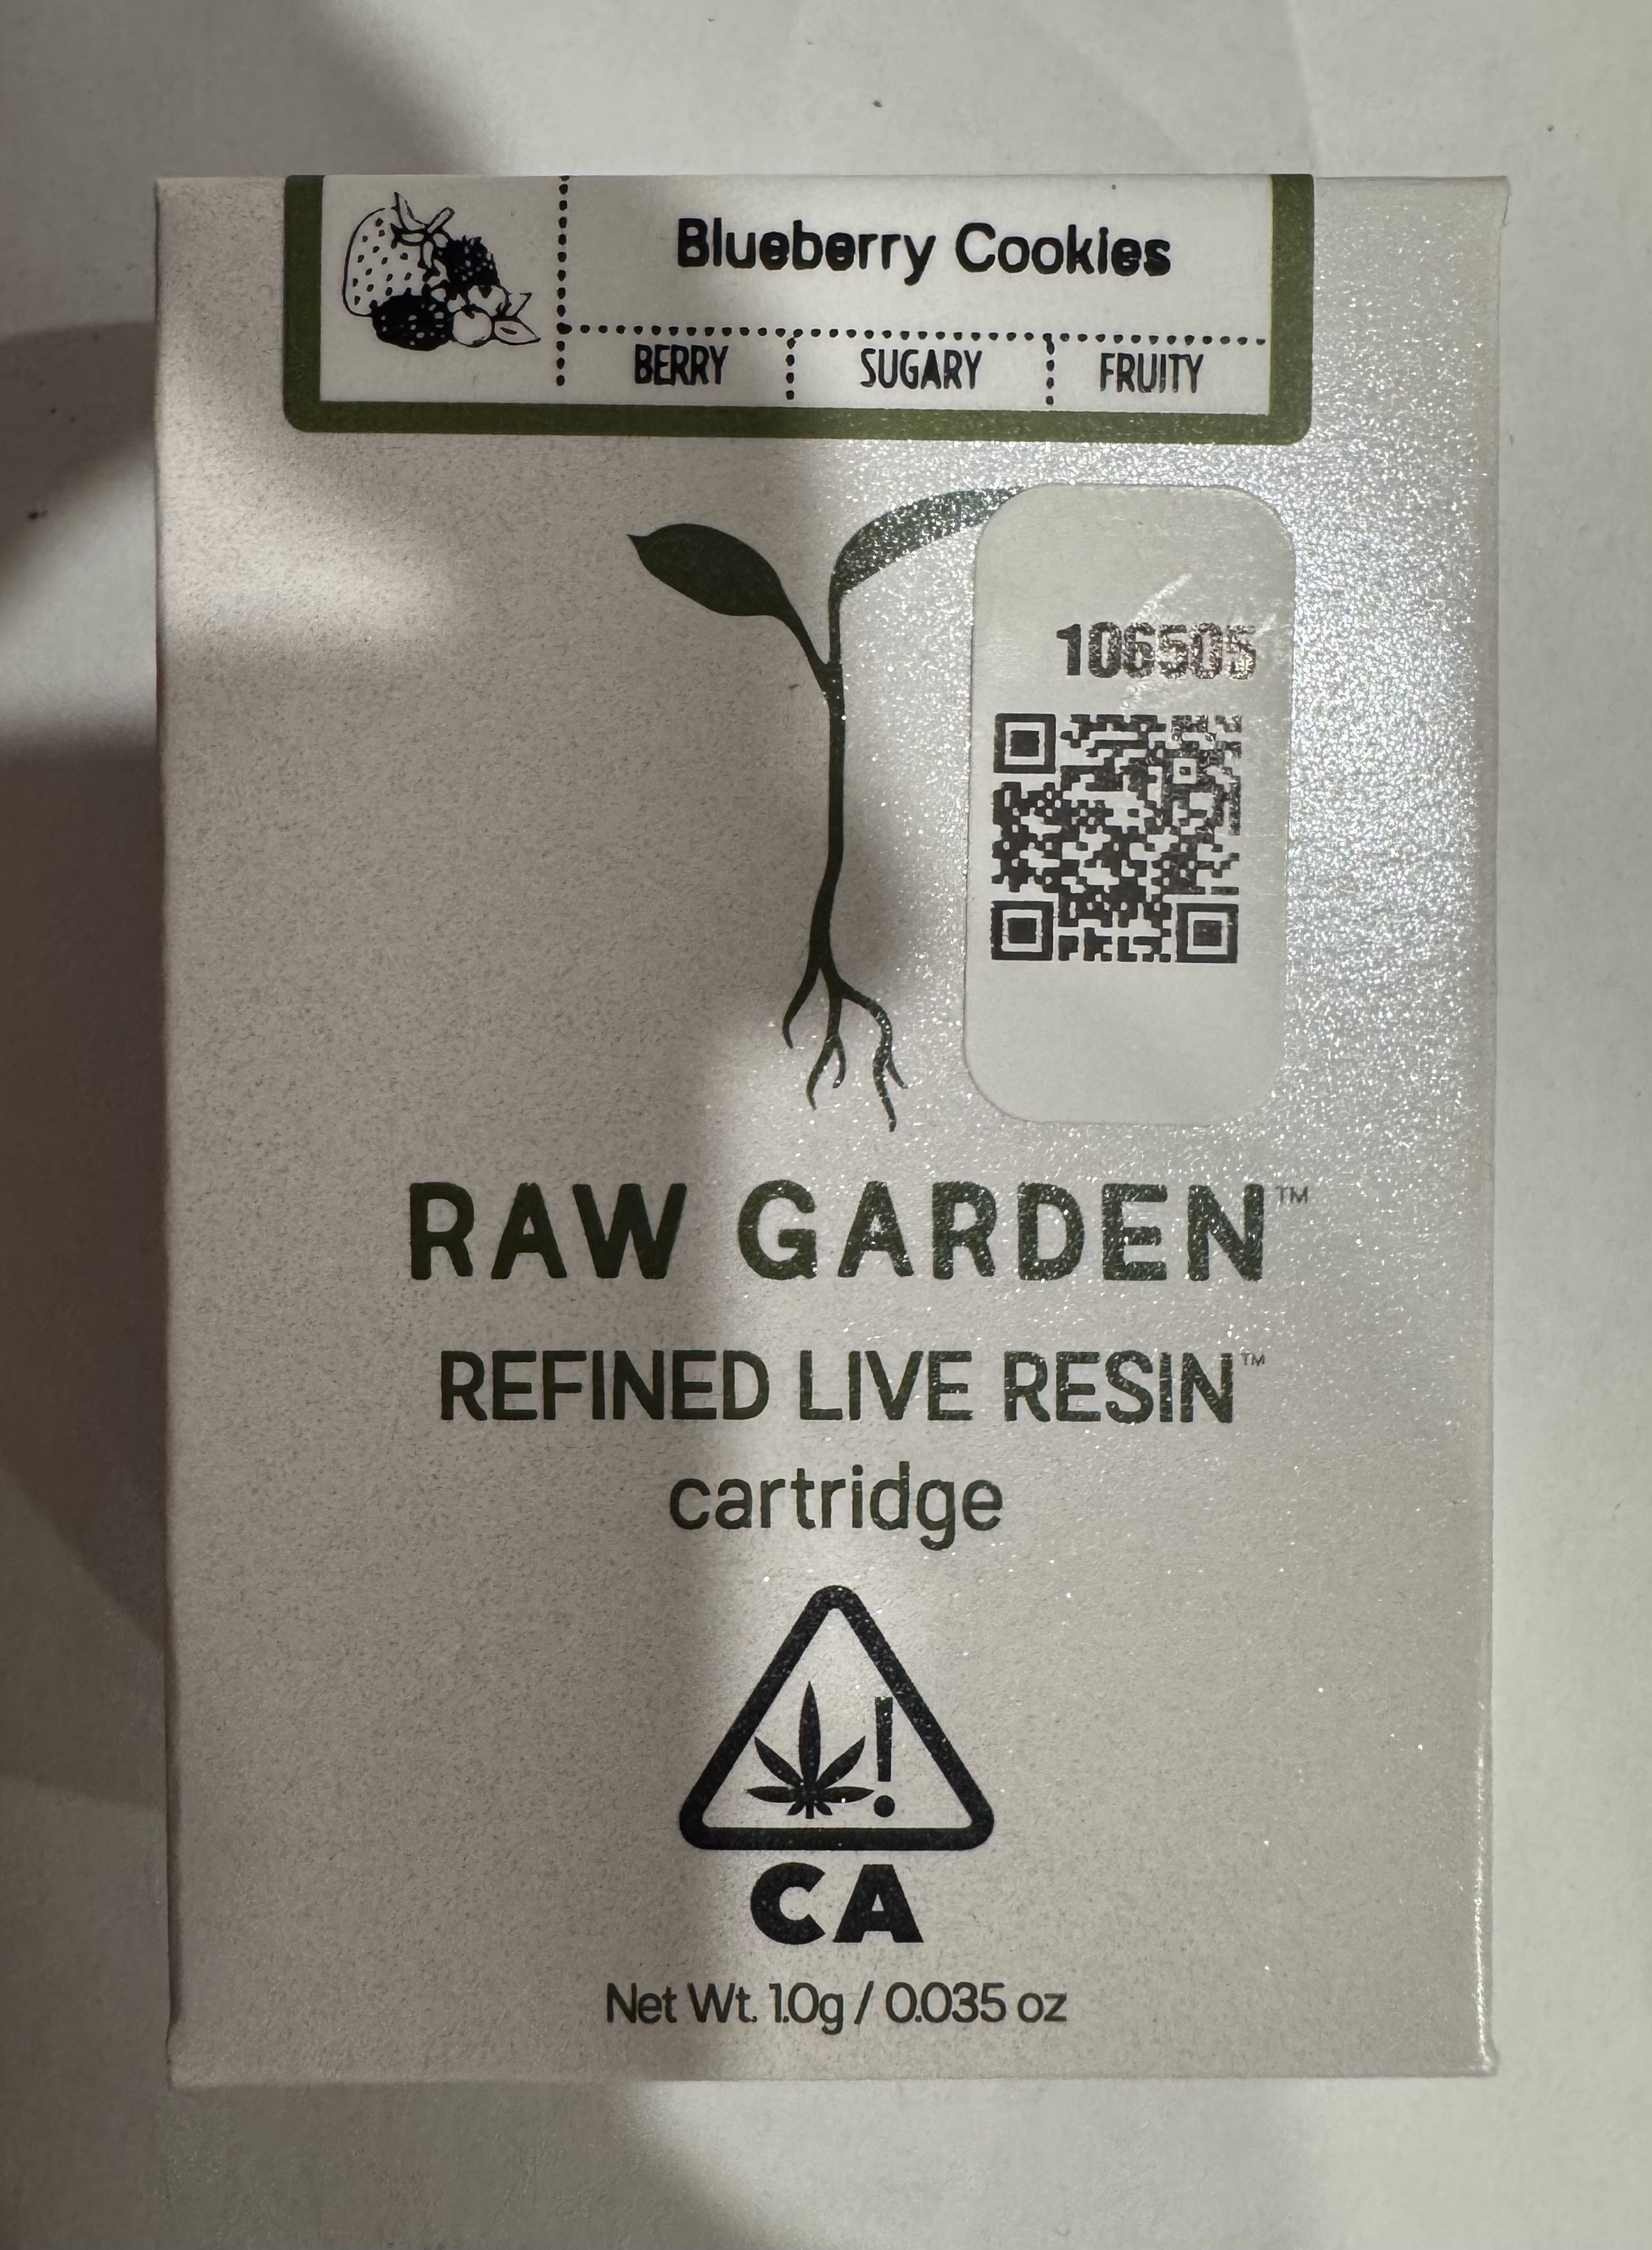 Blueberry Cookies
BERRY SUGARY FRUITY
106505
RAW GARDEN™
REFINED LIVE RESIN™
cartridge
!
CA
Net Wt. 1.0g / 0.035 oz